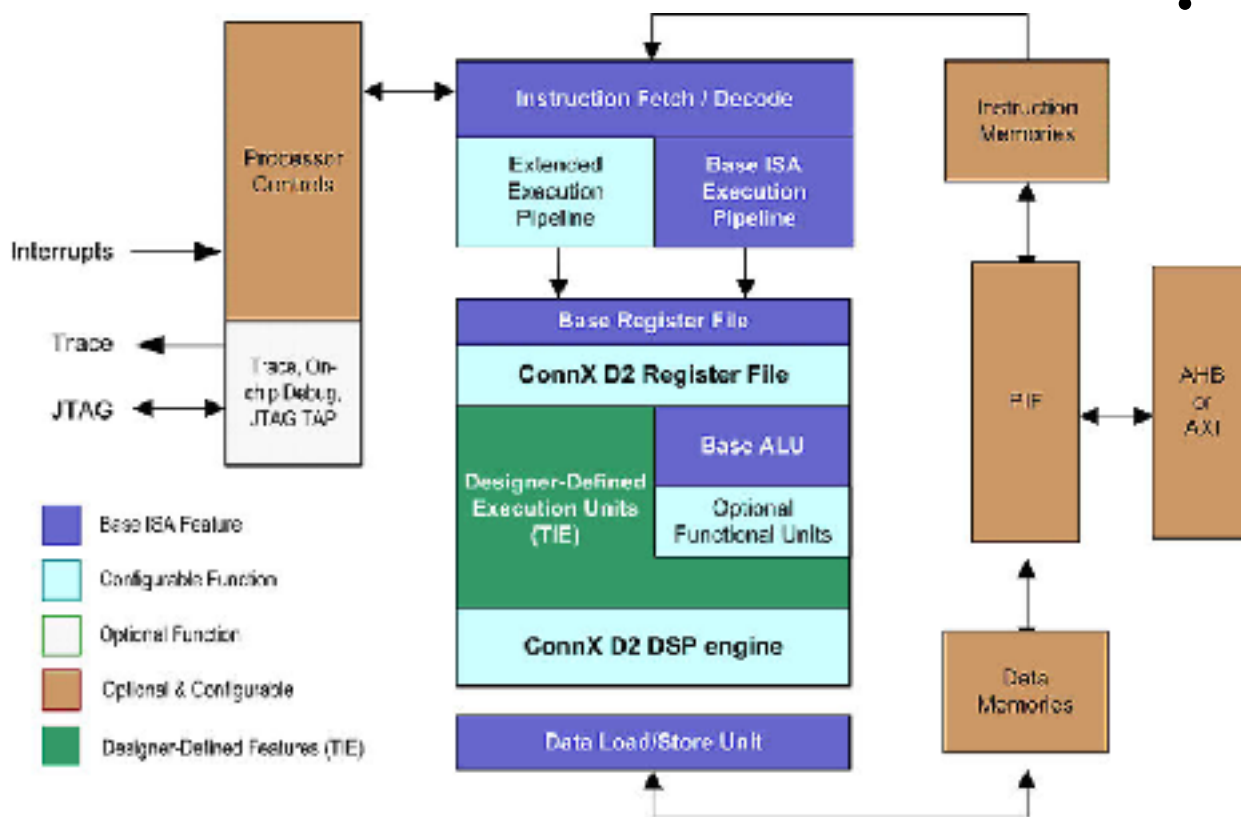 Processor
Controls
Interrupts
Trace
JTAG
Trace, On-
chip Debug,
JTAG TAP
Instruction Fetch / Decode
Extended
Execution
Pipeline
Base ISA
Execution
Pipeline
Base Register File
ConnX D2 Register File
Designer-Defined
Execution Units
(TIE)
Base ALU
Optional
Functional Units
ConnX D2 DSP engine
Data Load/Store Unit
Instruction
Memories
PIF
AHB
or
AXI
Data
Memories
Base ISA Feature
Configurable Function
Optional Function
Optional & Configurable
Designer-Defined Features (TIE)